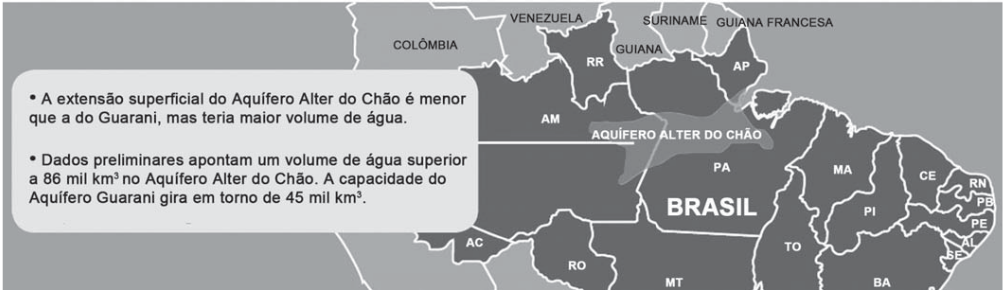 VENEZUELA
SURINAME
GUIANA FRANCESA
COLÔMBIA
GUIANA
RR
AP
• A extensão superficial do Aquífero Alter do Chão é menor
que a do Guarani, mas teria maior volume de água.
• Dados preliminares apontam um volume de água superior
a 86 mil km³ no Aquífero Alter do Chão. A capacidade do
Aquífero Guarani gira em torno de 45 mil km³.
AM
AQUÍFERO ALTER DO CHÃO
PA
MA
CE
RN
PB
PE
AL
SE
PI
BRASIL
AC
RO
MT
TO
BA